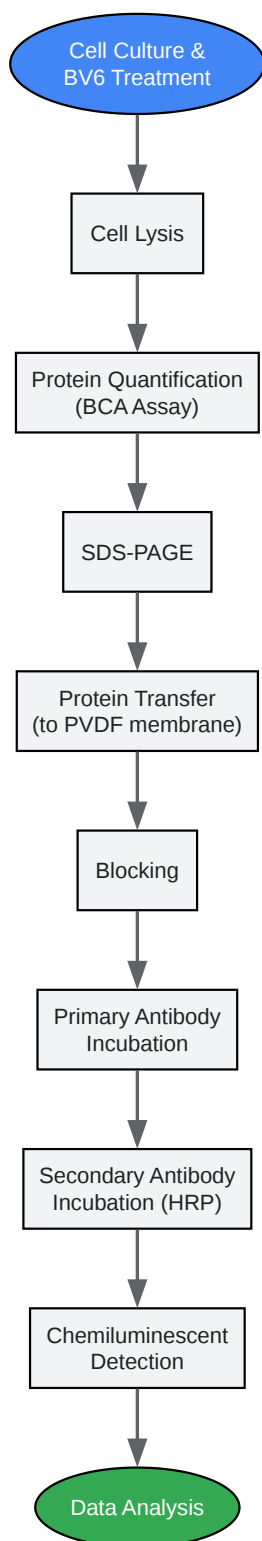 Cell Culture &
BV6 Treatment
Cell Lysis
Protein Quantification
(BCA Assay)
SDS-PAGE
Protein Transfer
(to PVDF membrane)
Blocking
Primary Antibody
Incubation
Secondary Antibody
Incubation (HRP)
Chemiluminescent
Detection
Data Analysis